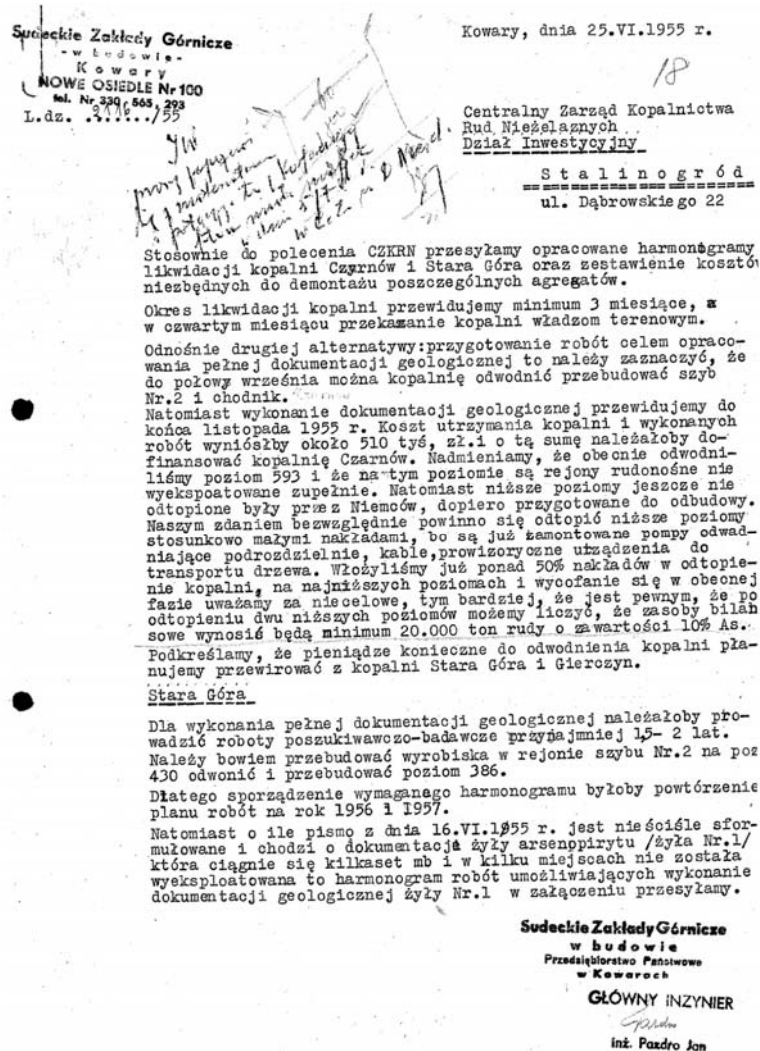 Sudeckie Zakłady Górnicze
- w budowie -
Kowary
NOWE OSIEDLE Nr 100
tel. Nr 330, 565, 293
L.dz. .2116../55
Kowary, dnia 25.VI.1955 r.
18
Centralny Zarząd Kopalnictwa
Rud Nieżelaznych
Dział Inwestycyjny
Stalinogród
ul. Dąbrowskiego 22
Stosownie do polecenia CZKRN przesyłamy opracowane harmonogramy
likwidacji kopalni Czyrnów i Stara Góra oraz zestawienie kosztów
niezbędnych do demontażu poszczególnych agregatów.
Okres likwidacji kopalni przewidujemy minimum 3 miesiące, a
w czwartym miesiącu przekazanie kopalni władzom terenowym.
Odnośnie drugiej alternatywy:przygotowanie robót celem opraco-
wania pełnej dokumentacji geologicznej to należy zaznaczyć, że
do połowy września można kopalnię odwodnić przebudować szyb
Nr.2 i chodnik.
Natomiast wykonanie dokumentacji geologicznej przewidujemy do
końca listopada 1955 r. Koszt utrzymania kopalni i wykonanych
robót wyniósłby około 510 tyś, zł.i o tą sumę należałoby do-
finansować kopalnię Czarnów. Nadmieniamy, że obecnie odwodni-
liśmy poziom 593 i że na tym poziomie są rejony rudonośne nie
wyekspoatowane zupełnie. Natomiast niższe poziomy jeszcze nie
odtopione były przez Niemców, dopiero przygotowane do odbudowy.
Naszym zdaniem bezwzględnie powinno się odtopić niższe poziomy
stosunkowo małymi nakładami, bo są już zamontowane pompy odwad-
niające podrozdzielnie, kable,prowizoryczne utządzenia do
transportu drzewa. Włożyliśmy już ponad 50% nakładów w odtopie-
nie kopalni, na najniższych poziomach i wycofanie się w obecnej
fazie uważamy za niecelowe, tym bardziej, że jest pewnym, że po
odtopieniu dwu niższych poziomów możemy liczyć, że zasoby bilan
sowe wynosić będą minimum 20.000 ton rudy o zawartości 10% As.
Podkreślamy, że pieniądze konieczne do odwodnienia kopalni pla-
nujemy przewirować z kopalni Stara Góra i Gierczyn.
Stara Góra
Dla wykonania pełnej dokumentacji geologicznej należałoby pro-
wadzić roboty poszukiwawczo-badawcze przynajmniej 1,5- 2 lat.
Należy bowiem przebudować wyrobiska w rejonie szybu Nr.2 na poz
430 odwonić i przebudować poziom 386.
Dlatego sporządzenie wymaganego harmonogramu byłoby powtórzenie
planu robót na rok 1956 i 1957.
Natomiast o ile pismo z dnia 16.VI.1955 r. jest nieściśle sfor-
mułowane i chodzi o dokumentację żyły arsenopirytu /żyła Nr.1/
która ciągnie się kilkaset mb i w kilku miejscach nie została
wyeksploatowana to harmonogram robót umożliwiających wykonanie
dokumentacji geologicznej żyły Nr.1 w załączeniu przesyłamy.
Sudeckie Zakłady Górnicze
w budowie
Przedsiębiorstwo Państwowe
w Kowarach
GŁÓWNY INŻYNIER
inż. Pazdro Jan